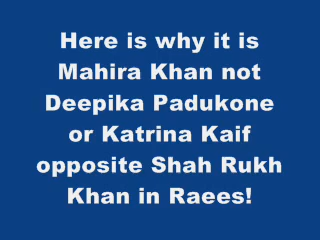 Here is why it is
Mahira Khan not
Deepika Padukone
or Katrina Kaif
opposite Shah Rukh
Khan in Raees!